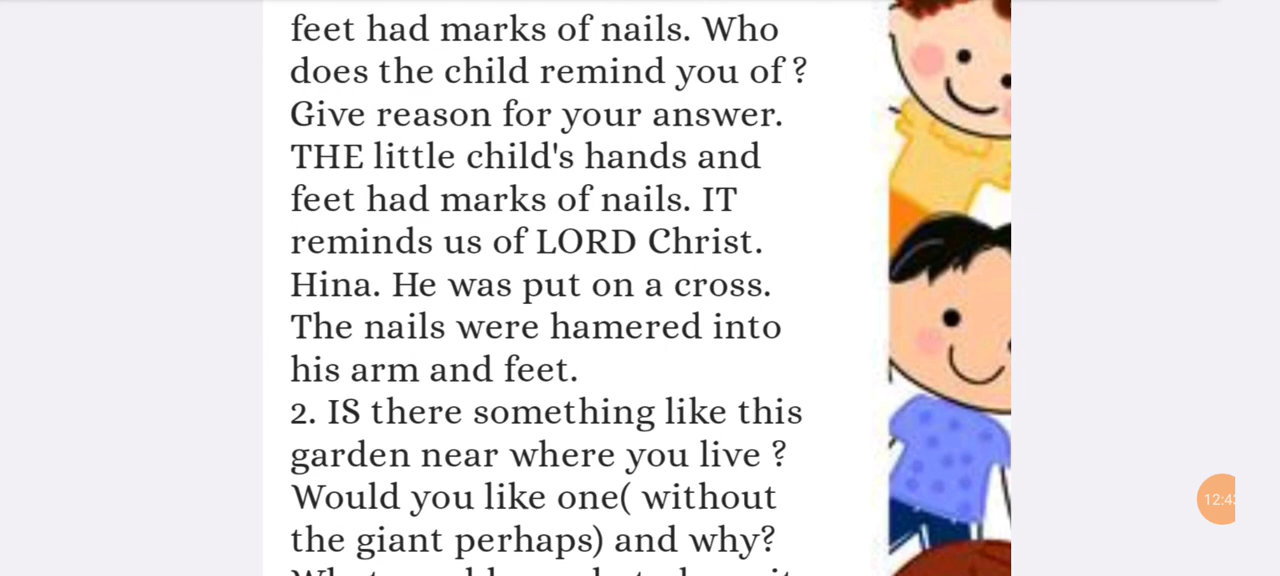 feet had marks of nails. Who
does the child remind you of ?
Give reason for your answer.
THE little child's hands and
feet had marks of nails. IT
reminds us of LORD Christ.
Hina. He was put on a cross.
The nails were hamered into
his arm and feet.
2. IS there something like this
garden near where you live ?
Would you like one( without
the giant perhaps) and why?